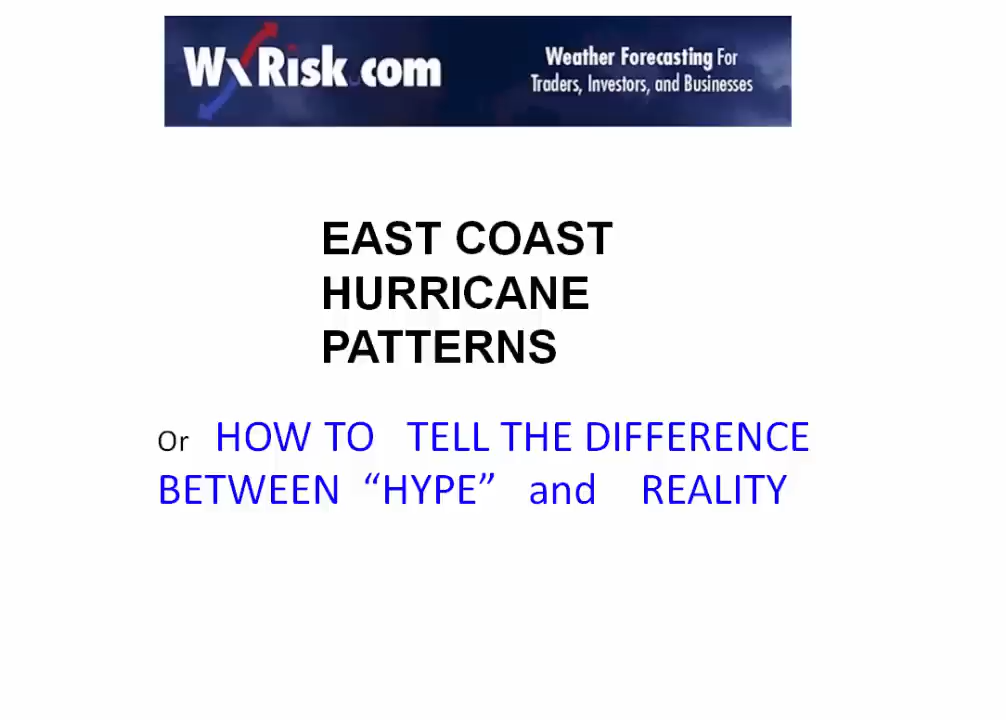 WxRisk.com
Weather Forecasting For
Traders, Investors, and Businesses
EAST COAST
HURRICANE
PATTERNS
Or HOW TO TELL THE DIFFERENCE
BETWEEN “HYPE” and REALITY